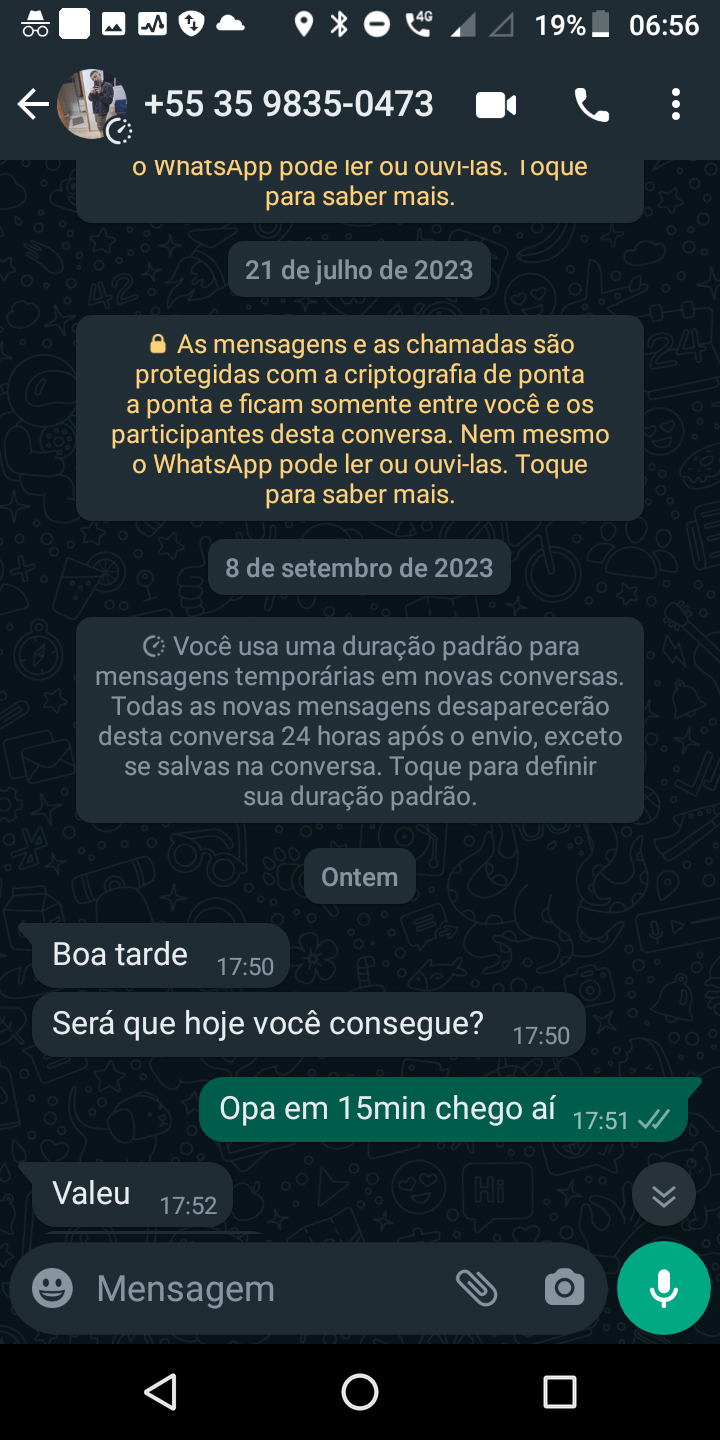 4G
19%
06:56
+55 35 9835-0473
o WhatsApp pode ler ou ouvi-las. Toque
para saber mais.
21 de julho de 2023
As mensagens e as chamadas são
protegidas com a criptografia de ponta
a ponta e ficam somente entre você e os
participantes desta conversa. Nem mesmo
o WhatsApp pode ler ou ouvi-las. Toque
para saber mais.
8 de setembro de 2023
Você usa uma duração padrão para
mensagens temporárias em novas conversas.
Todas as novas mensagens desaparecerão
desta conversa 24 horas após o envio, exceto
se salvas na conversa. Toque para definir
sua duração padrão.
Ontem
Boa tarde 17:50
Será que hoje você consegue? 17:50
Opa em 15min chego aí 17:51
Valeu 17:52
Mensagem